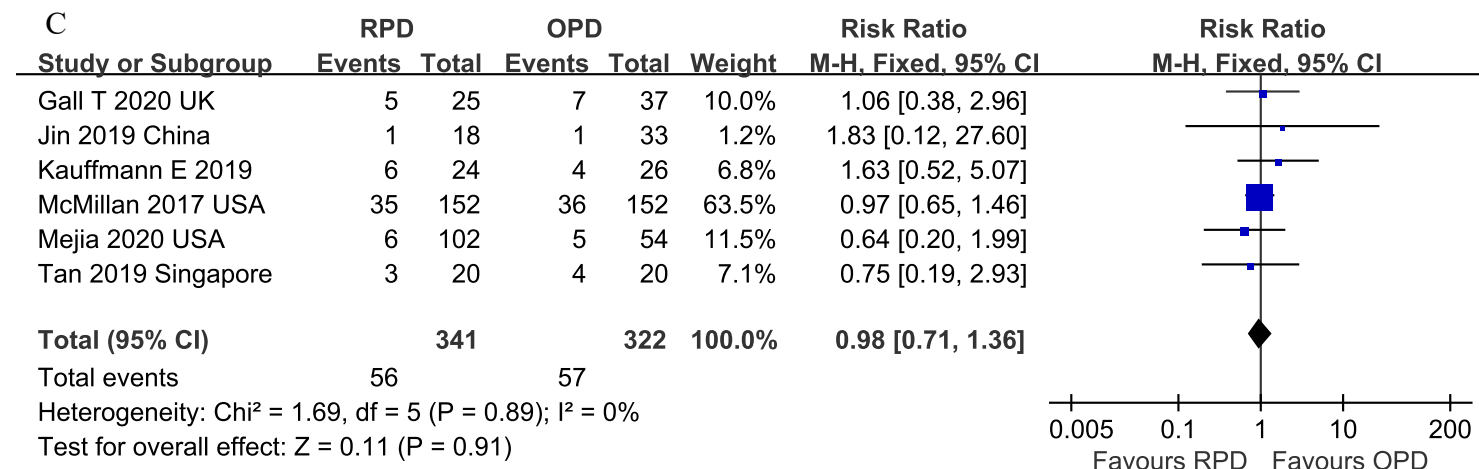 C
RPD OPD Risk Ratio Risk Ratio
Study or Subgroup Events Total Events Total Weight M-H, Fixed, 95% CI M-H, Fixed, 95% CI
Gall T 2020 UK 5 25 7 37 10.0% 1.06 [0.38, 2.96]
Jin 2019 China 1 18 1 33 1.2% 1.83 [0.12, 27.60]
Kauffmann E 2019 6 24 4 26 6.8% 1.63 [0.52, 5.07]
McMillan 2017 USA 35 152 36 152 63.5% 0.97 [0.65, 1.46]
Mejia 2020 USA 6 102 5 54 11.5% 0.64 [0.20, 1.99]
Tan 2019 Singapore 3 20 4 20 7.1% 0.75 [0.19, 2.93]
Total (95% CI) 341 322 100.0% 0.98 [0.71, 1.36]
Total events 56 57
Heterogeneity: Chi² = 1.69, df = 5 (P = 0.89); I² = 0%
Test for overall effect: Z = 0.11 (P = 0.91)
0.005 0.1 1 10 200
Favours RPD Favours OPD